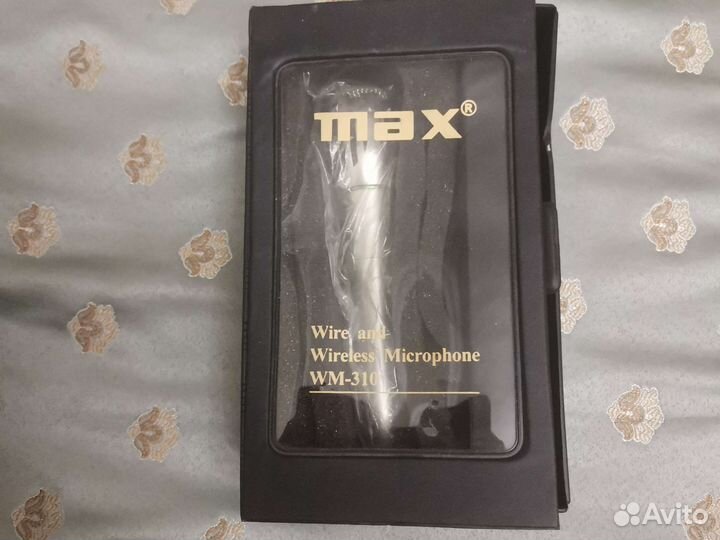 max®
Wire and
Wireless Microphone
WM-310
Avito